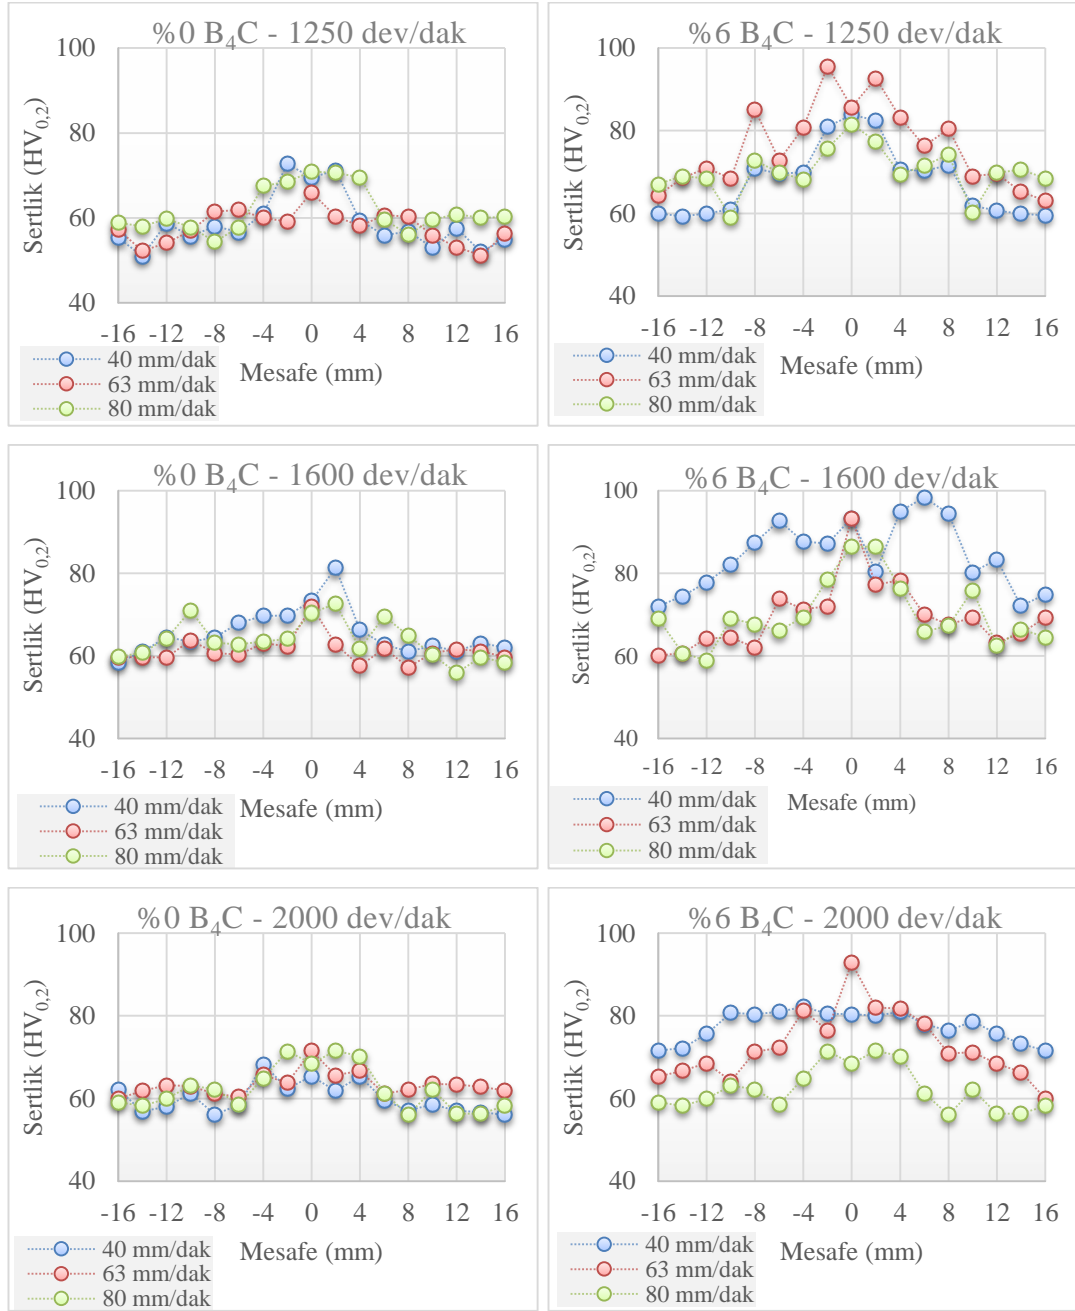 %0 B₄C - 1250 dev/dak
100
80
60
40
Sertlik (HV₀,₂)
-16 -12 -8 -4 0 4 8 12 16
Mesafe (mm)
40 mm/dak
63 mm/dak
80 mm/dak
%6 B₄C - 1250 dev/dak
100
80
60
40
Sertlik (HV₀,₂)
-16 -12 -8 -4 0 4 8 12 16
Mesafe (mm)
40 mm/dak
63 mm/dak
80 mm/dak
%0 B₄C - 1600 dev/dak
100
80
60
40
Sertlik (HV₀,₂)
-16 -12 -8 -4 0 4 8 12 16
Mesafe (mm)
40 mm/dak
63 mm/dak
80 mm/dak
%6 B₄C - 1600 dev/dak
100
80
60
40
Sertlik (HV₀,₂)
-16 -12 -8 -4 0 4 8 12 16
Mesafe (mm)
40 mm/dak
63 mm/dak
80 mm/dak
%0 B₄C - 2000 dev/dak
100
80
60
40
Sertlik (HV₀,₂)
-16 -12 -8 -4 0 4 8 12 16
Mesafe (mm)
40 mm/dak
63 mm/dak
80 mm/dak
%6 B₄C - 2000 dev/dak
100
80
60
40
Sertlik (HV₀,₂)
-16 -12 -8 -4 0 4 8 12 16
Mesafe (mm)
40 mm/dak
63 mm/dak
80 mm/dak